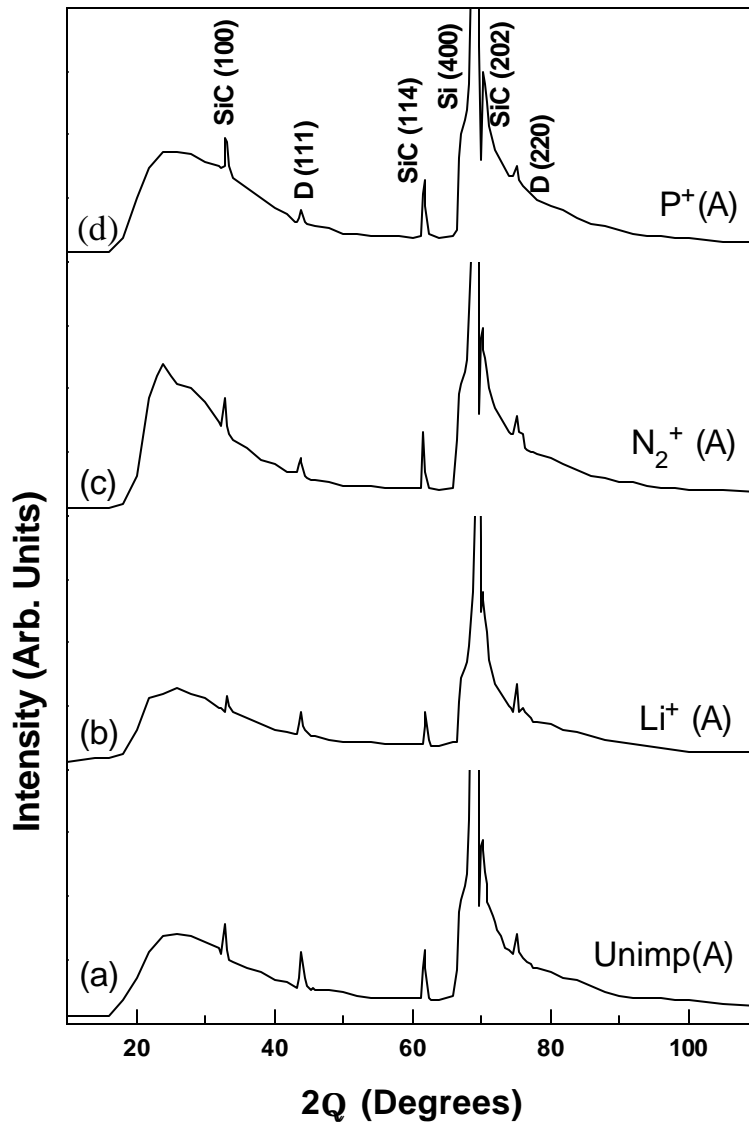 SiC (100)
D (111)
SiC (114)
Si (400)
SiC (202)
D (220)
(d)
P⁺(A)
(c)
N₂⁺ (A)
(b)
Li⁺ (A)
(a)
Unimp(A)
Intensity (Arb. Units)
20 40 60 80 100
2Q (Degrees)